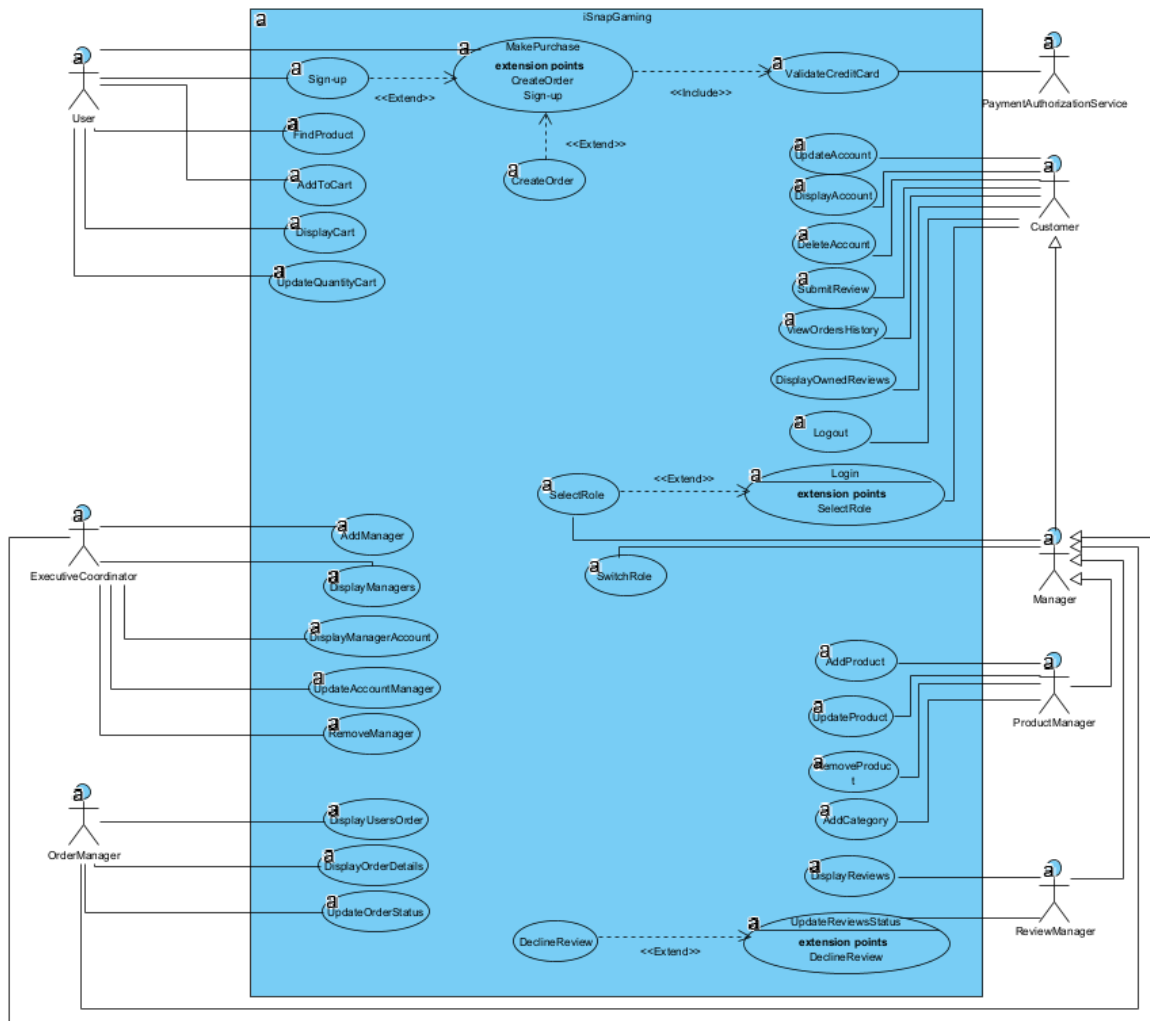 iSnapGaming
a
a
User
a
Sign-up
<<Extend>>
a
MakePurchase
extension points
CreateOrder
Sign-up
<<Include>>
a
ValidateCreditCard
a
PaymentAuthorizationService
a
FindProduct
<<Extend>>
a
CreateOrder
a
AddToCart
a
DisplayCart
a
UpdateQuantityCart
a
UpdateAccount
a
DisplayAccount
a
Customer
a
DeleteAccount
a
SubmitReview
a
ViewOrdersHistory
DisplayOwnedReviews
a
Logout
a
SelectRole
<<Extend>>
a
Login
extension points
SelectRole
a
ExecutiveCoordinator
a
AddManager
a
DisplayManagers
a
SwitchRole
a
Manager
a
DisplayManagerAccount
a
UpdateAccountManager
a
RemoveManager
a
AddProduct
a
ProductManager
a
UpdateProduct
a
RemoveProduc
t
a
AddCategory
a
OrderManager
a
DisplayUsersOrder
a
DisplayOrderDetails
a
UpdateOrderStatus
a
DisplayReviews
a
ReviewManager
DeclineReview
<<Extend>>
a
UpdateReviewsStatus
extension points
DeclineReview